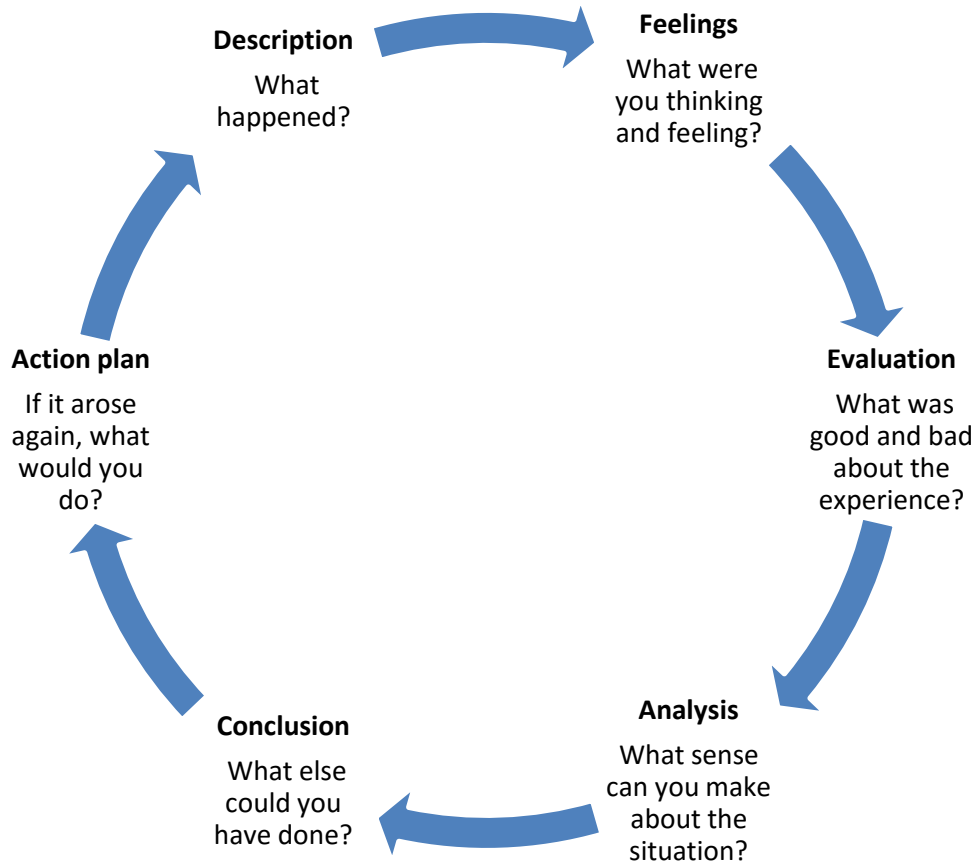 Description
What
happened?
Feelings
What were
you thinking
and feeling?
Evaluation
What was
good and bad
about the
experience?
Analysis
What sense
can you make
about the
situation?
Conclusion
What else
could you
have done?
Action plan
If it arose
again, what
would you
do?